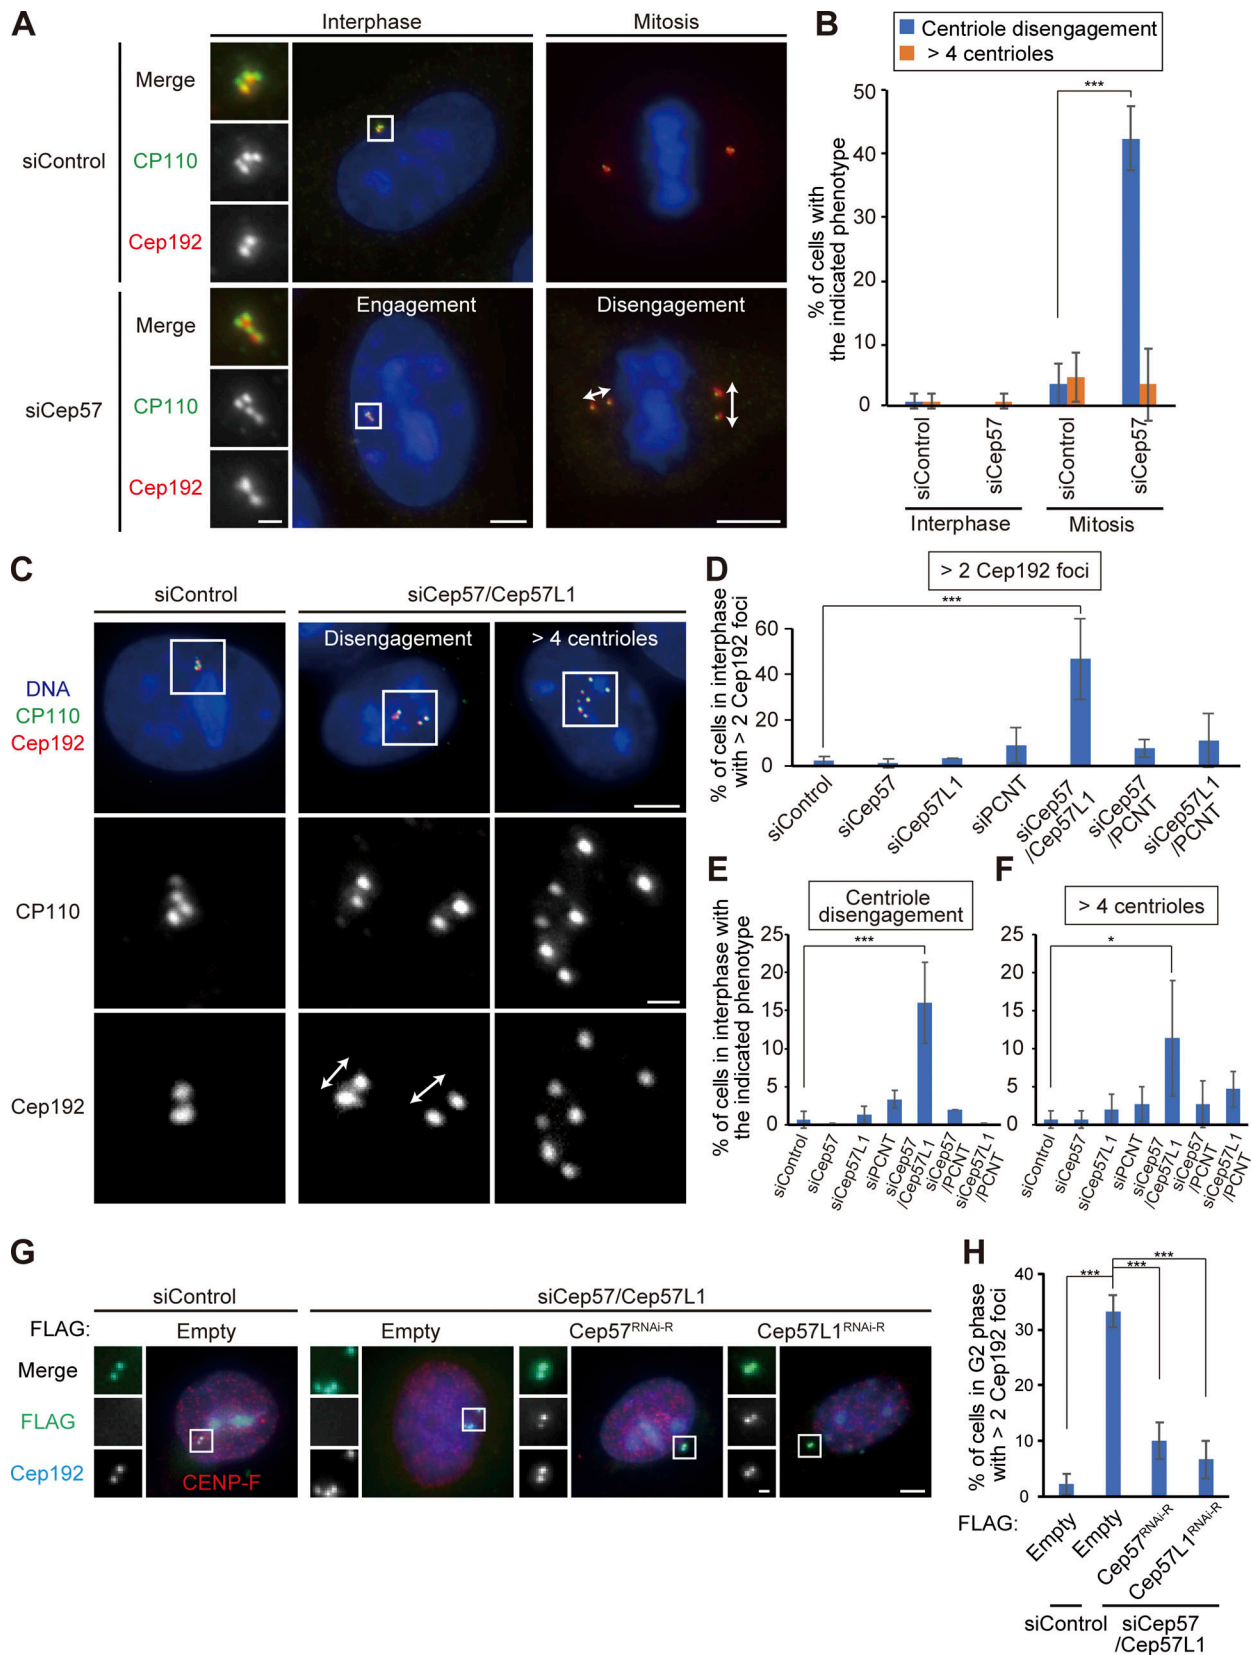 A
Interphase
Mitosis
siControl
Merge
CP110
Cep192
siCep57
Merge
CP110
Cep192
Engagement
Disengagement
B
Centriole disengagement
> 4 centrioles
% of cells with
the indicated phenotype
50
40
30
20
10
0
***
siControl
siCep57
siControl
siCep57
Interphase
Mitosis
C
siControl
siCep57/Cep57L1
Disengagement
> 4 centrioles
DNA
CP110
Cep192
CP110
Cep192
D
> 2 Cep192 foci
% of cells in interphase
with > 2 Cep192 foci
60
40
20
0
***
siControl
siCep57
siCep57L1
siPCNT
siCep57
/Cep57L1
siCep57
/PCNT
siCep57L1
/PCNT
E
Centriole
disengagement
% of cells in interphase with
the indicated phenotype
25
20
15
10
5
0
***
siControl
siCep57
siCep57L1
siPCNT
siCep57
/Cep57L1
siCep57
/PCNT
siCep57L1
/PCNT
F
> 4 centrioles
25
20
15
10
5
0
*
siControl
siCep57
siCep57L1
siPCNT
siCep57
/Cep57L1
siCep57
/PCNT
siCep57L1
/PCNT
G
siControl
siCep57/Cep57L1
FLAG:
Empty
Empty
Cep57RNAi-R
Cep57L1RNAi-R
Merge
FLAG
Cep192
CENP-F
H
% of cells in G2 phase
with > 2 Cep192 foci
40
30
20
10
0
***
***
***
FLAG:
Empty
Empty
Cep57RNAi-R
Cep57L1RNAi-R
siControl
siCep57
/Cep57L1